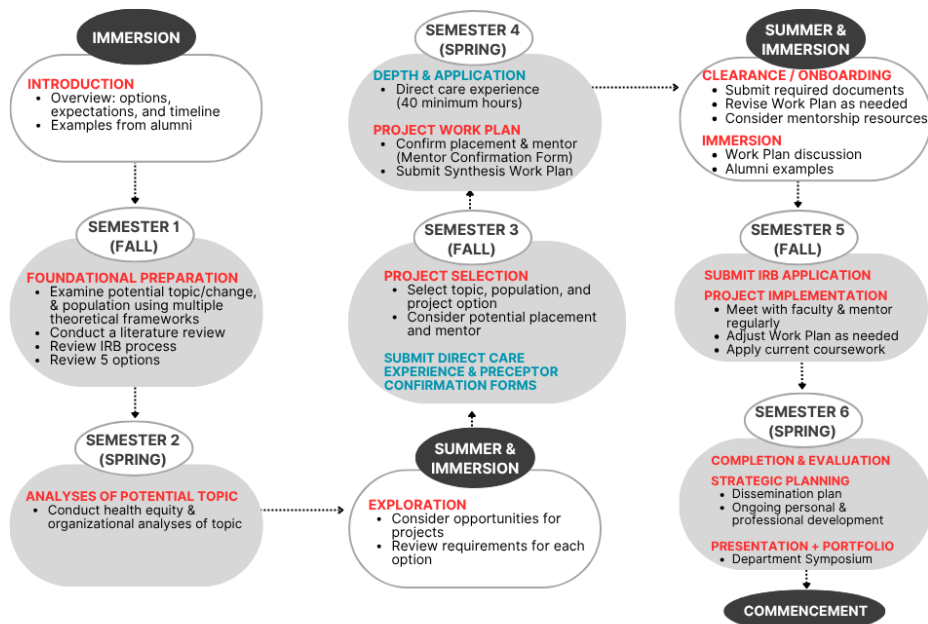 IMMERSION
INTRODUCTION
• Overview: options,
expectations, and timeline
• Examples from alumni
SEMESTER 1
(FALL)
FOUNDATIONAL PREPARATION
• Examine potential topic/change,
& population using multiple
theoretical frameworks
• Conduct a literature review
• Review IRB process
• Review 5 options
SEMESTER 2
(SPRING)
ANALYSES OF POTENTIAL TOPIC
• Conduct health equity &
organizational analyses of topic
SUMMER &
IMMERSION
EXPLORATION
• Consider opportunities for
projects
• Review requirements for each
option
SEMESTER 3
(FALL)
PROJECT SELECTION
• Select topic, population, and
project option
• Consider potential placement
and mentor
SUBMIT DIRECT CARE
EXPERIENCE & PRECEPTOR
CONFIRMATION FORMS
SEMESTER 4
(SPRING)
DEPTH & APPLICATION
• Direct care experience
(40 minimum hours)
PROJECT WORK PLAN
• Confirm placement & mentor
(Mentor Confirmation Form)
• Submit Synthesis Work Plan
SUMMER
& IMMERSION
CLEARANCE / ONBOARDING
• Submit required documents
• Revise Work Plan as needed
• Consider mentorship resources
IMMERSION
• Work Plan discussion
• Alumni examples
SEMESTER 5
(FALL)
SUBMIT IRB APPLICATION
PROJECT IMPLEMENTATION
• Meet with faculty & mentor
regularly
• Adjust Work Plan as needed
• Apply current coursework
SEMESTER 6
(SPRING)
COMPLETION & EVALUATION
STRATEGIC PLANNING
• Dissemination plan
• Ongoing personal &
professional development
PRESENTATION + PORTFOLIO
• Department Symposium
COMMENCEMENT